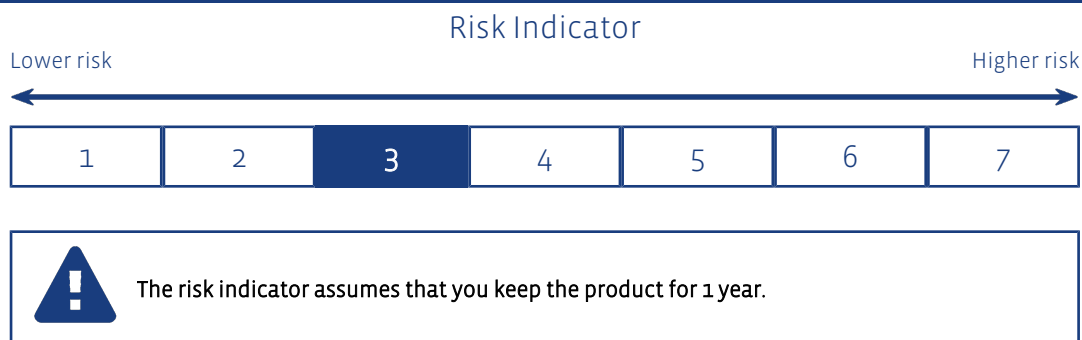 Risk Indicator
Lower risk Higher risk
1 2 3 4 5 6 7
The risk indicator assumes that you keep the product for 1 year.